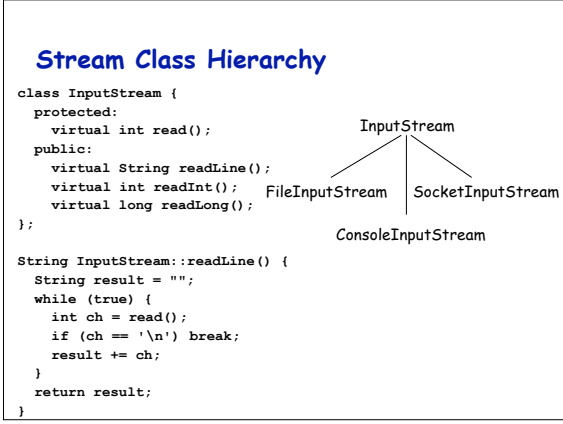 Stream Class Hierarchy
class InputStream {
  protected:
    virtual int read();
  public:
    virtual String readLine();
    virtual int readInt();
    virtual long readLong();
};
InputStream
FileInputStream
SocketInputStream
ConsoleInputStream
String InputStream::readLine() {
  String result = "";
  while (true) {
    int ch = read();
    if (ch == '\n') break;
    result += ch;
  }
  return result;
}